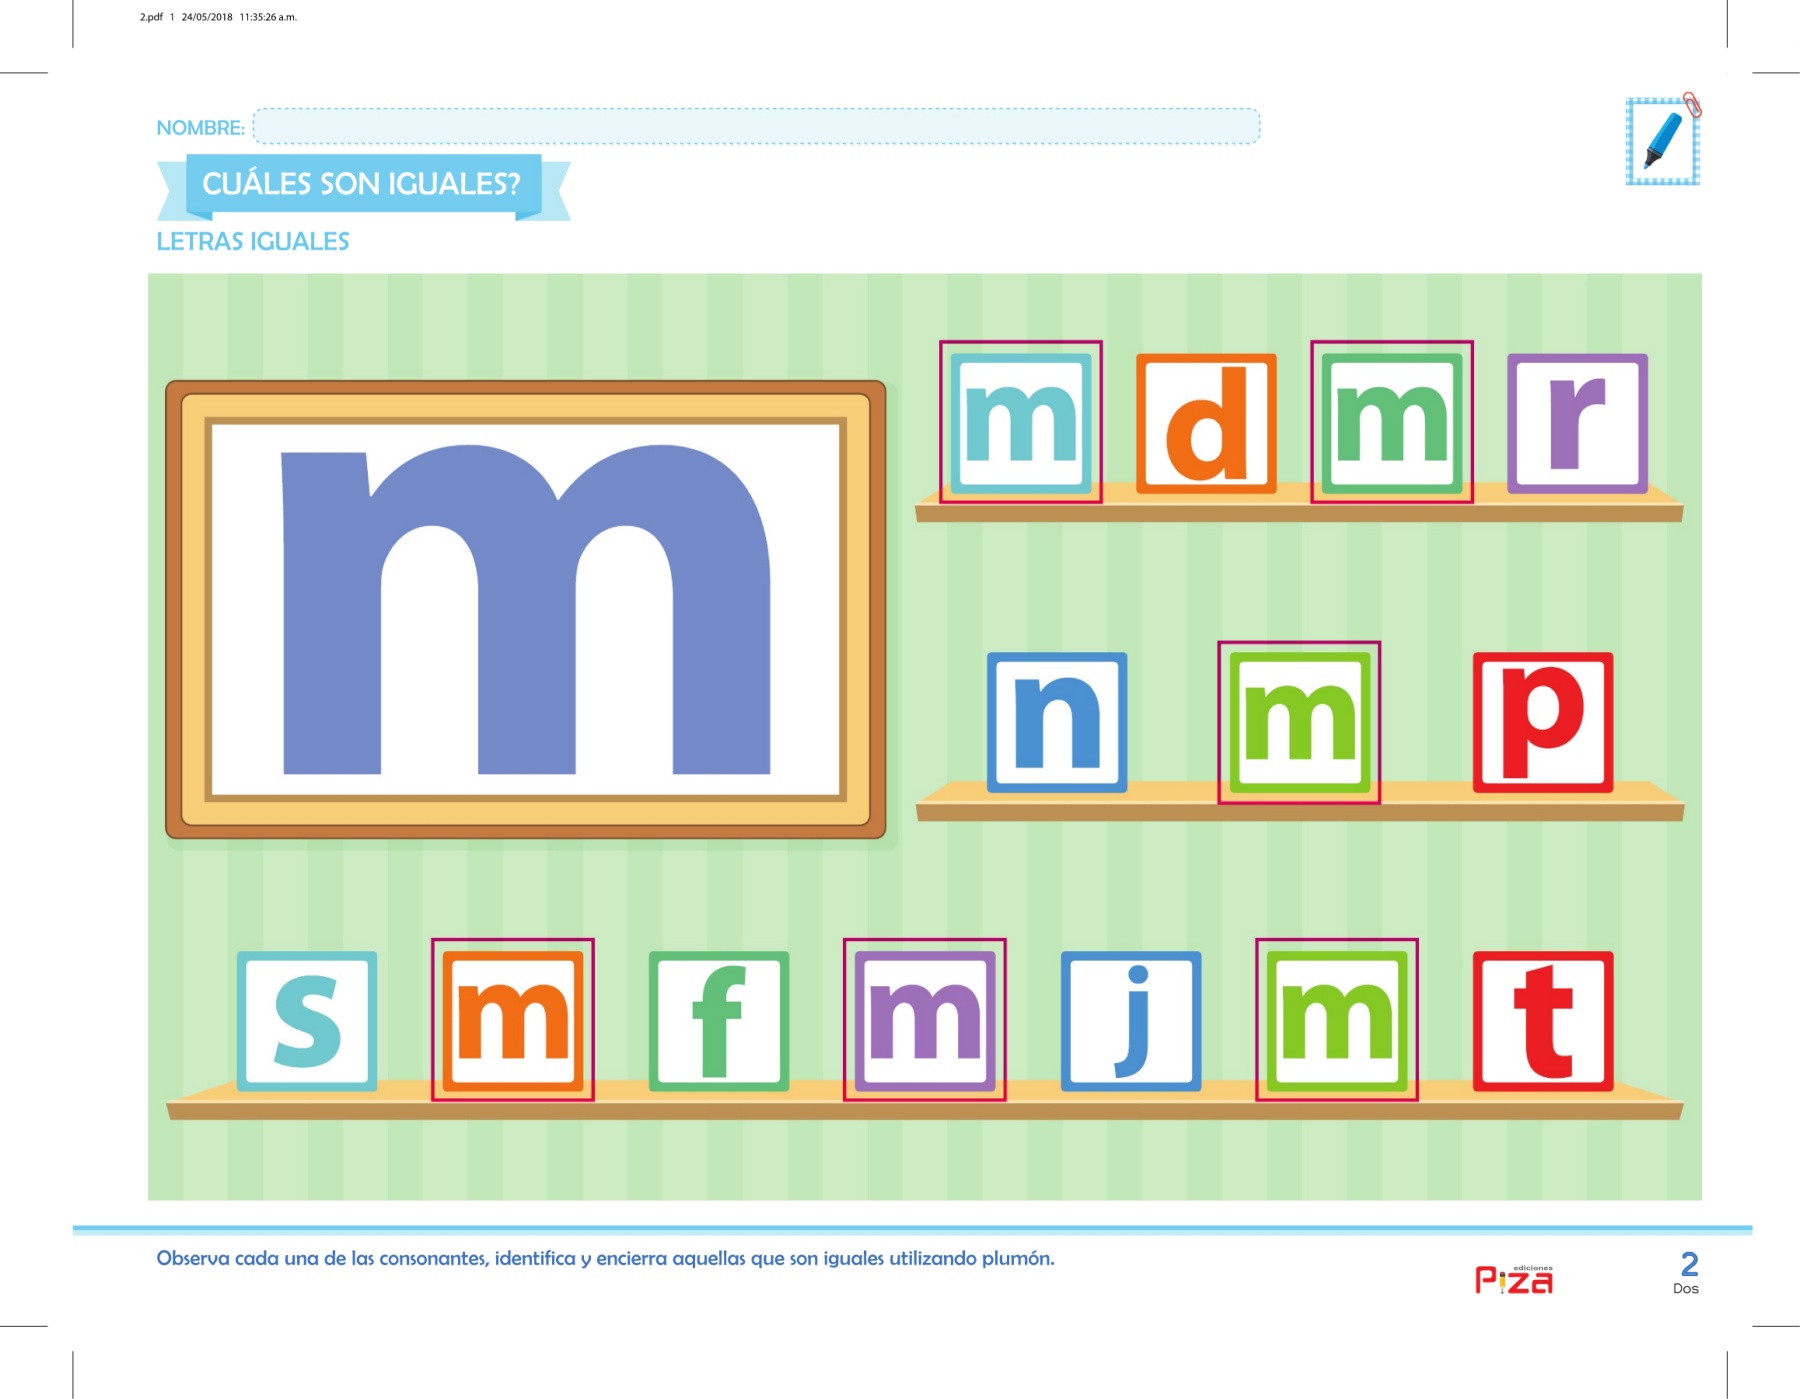 2.pdf 1 24/05/2018 11:35:26 a.m.
NOMBRE:
CUÁLES SON IGUALES?
LETRAS IGUALES
m
m d m r
n m p
s m f m j m t
Observa cada una de las consonantes, identifica y encierra aquellas que son iguales utilizando plumón.
ediciones
Piza
2
Dos